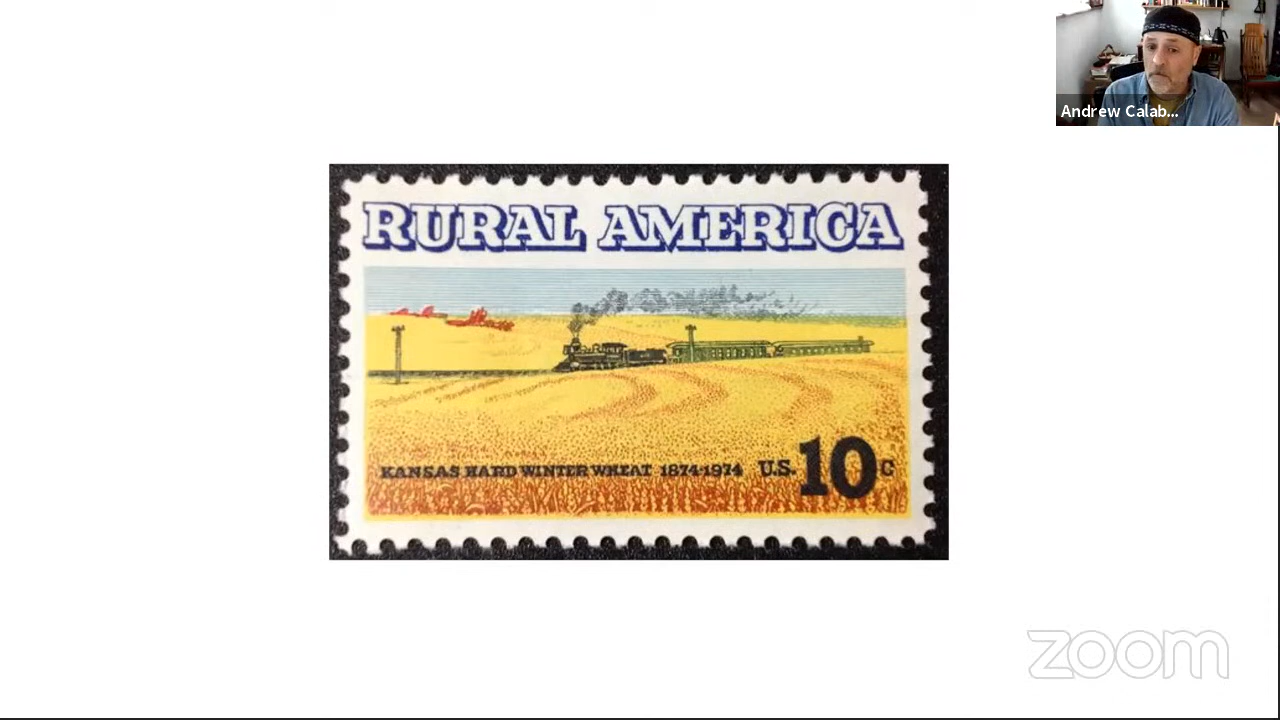 Andrew Calab...
RURAL AMERICA
KANSAS HARD WINTER WHEAT 1874-1974 U.S. 10c
zoom